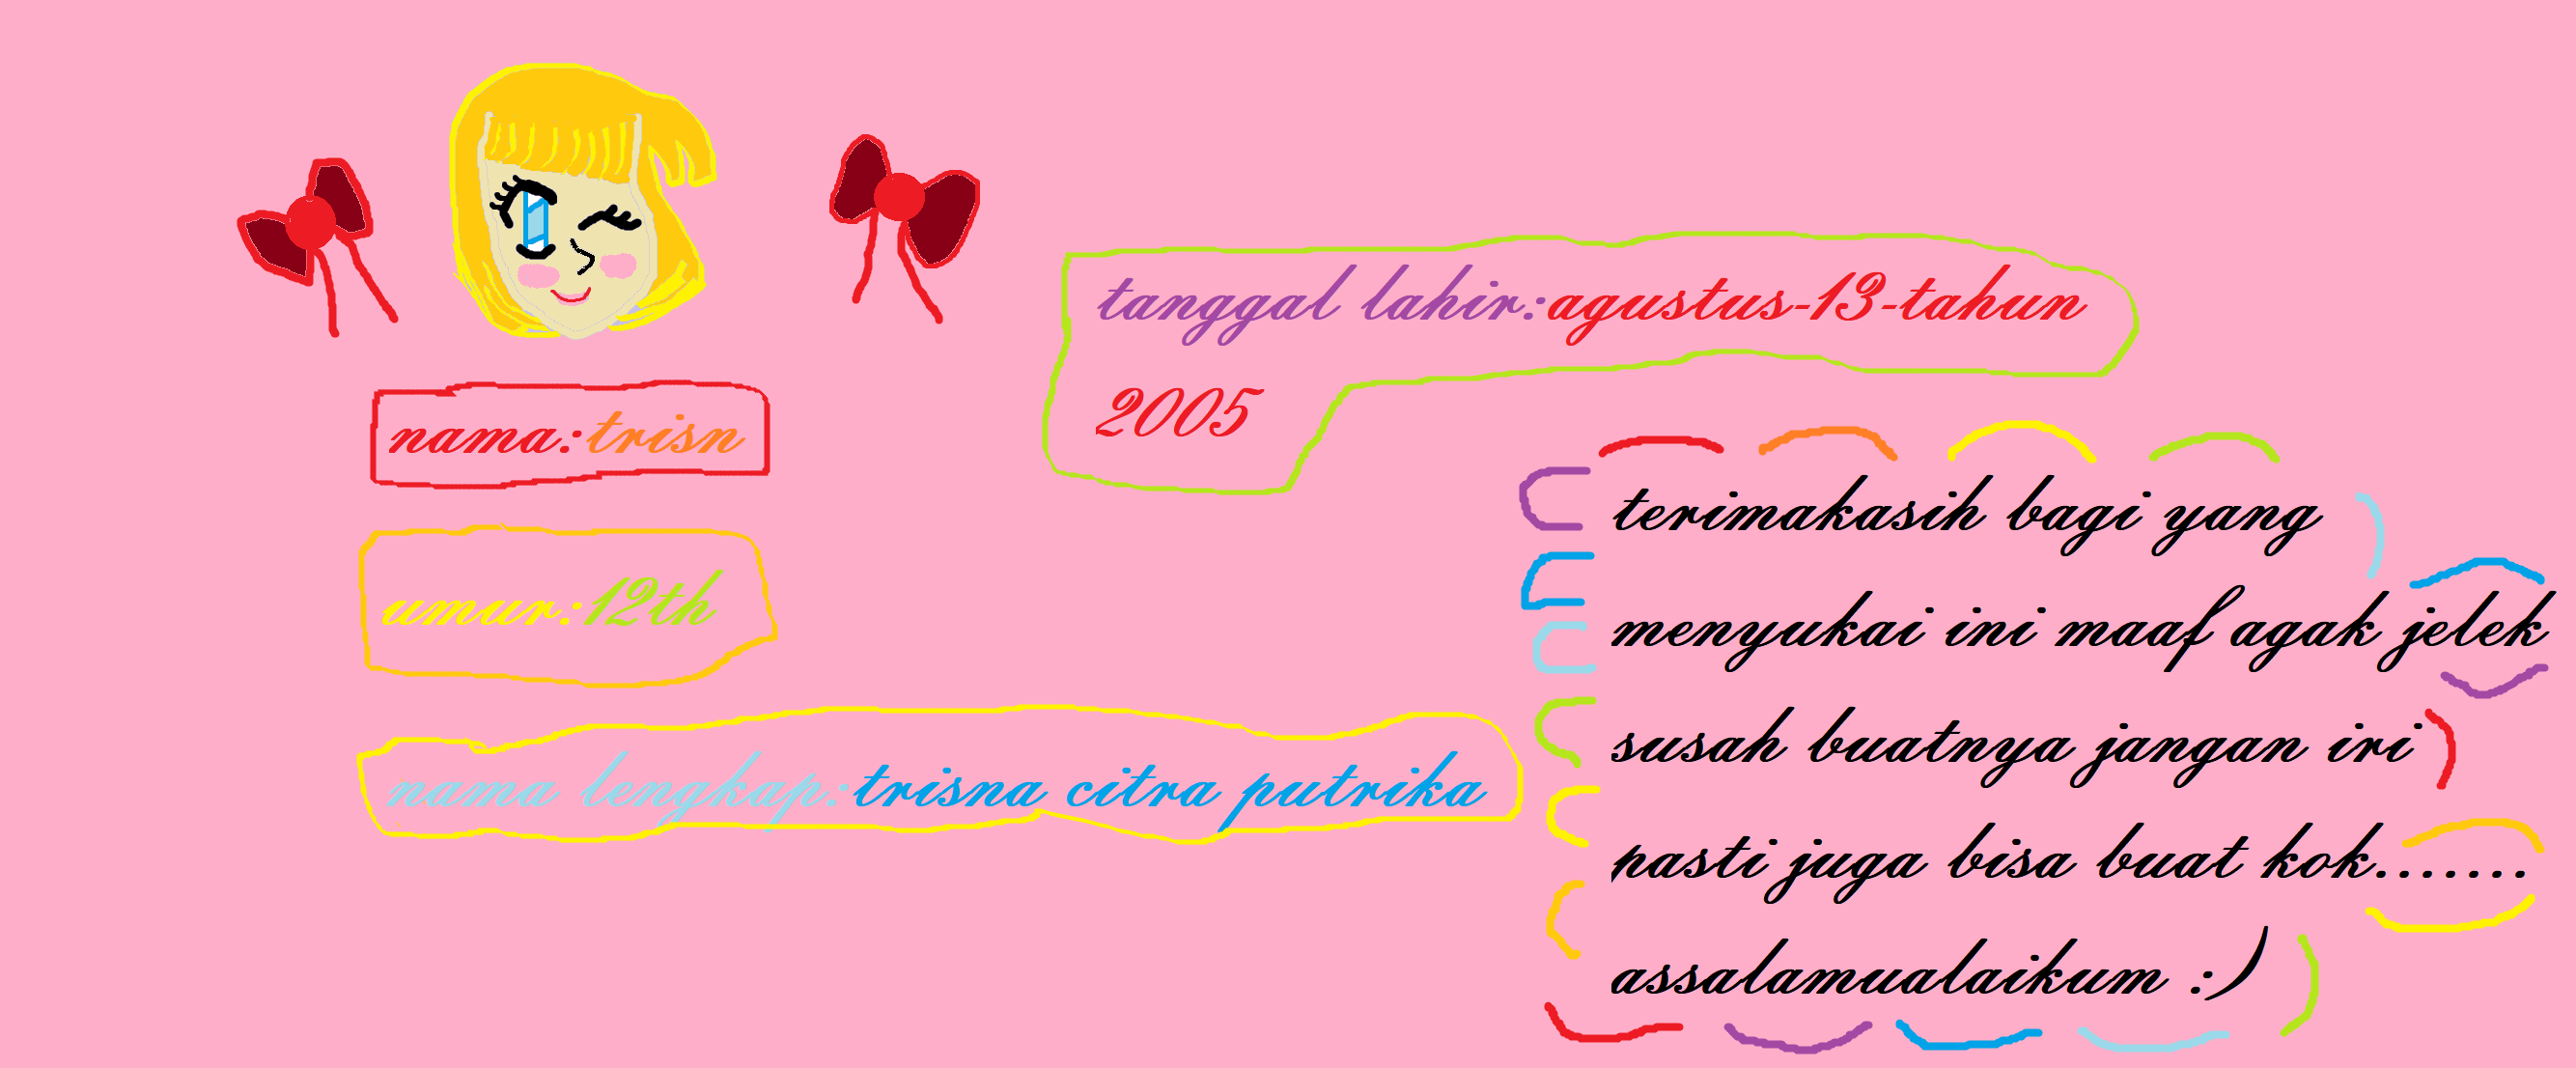 tanggal lahir:agustus-13-tahun
2005
nama:trisn
umur:12th
nama lengkap:trisna citra putrika
terimakasih bagi yang
menyukai ini maaf agak jelek
susah buatnya jangan iri
pasti juga bisa buat kok.......
assalamualaikum :)